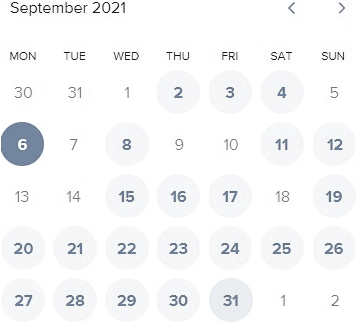 September 2021
MON TUE WED THU FRI SAT SUN
30 31 1 2 3 4 5
6 7 8 9 10 11 12
13 14 15 16 17 18 19
20 21 22 23 24 25 26
27 28 29 30 31 1 2